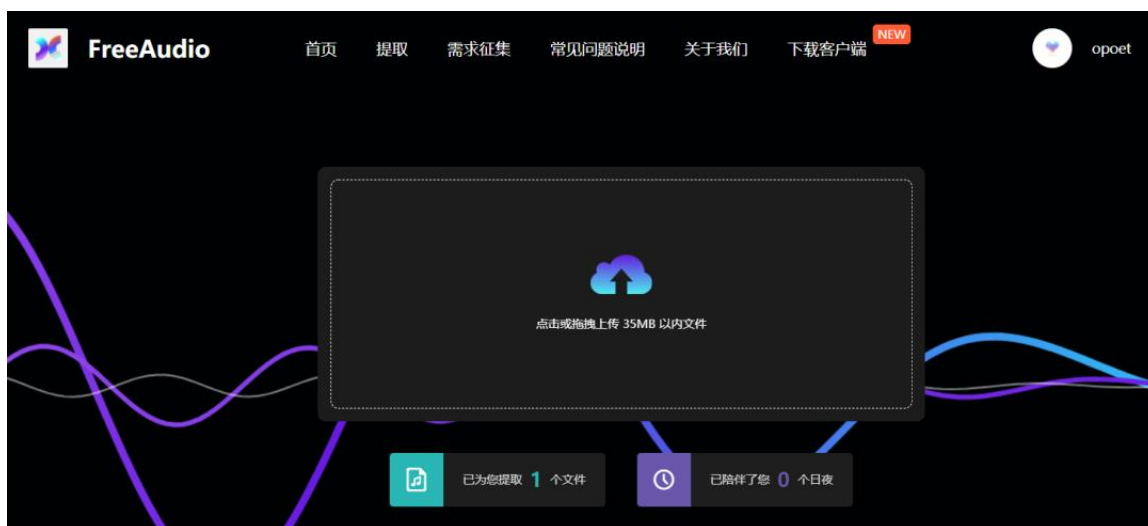 FreeAudio 首页 提取 需求征集 常见问题说明 关于我们 下载客户端 NEW opoet
点击或拖拽上传 35MB 以内文件
已为您提取 1 个文件 已陪伴了您 0 个日夜